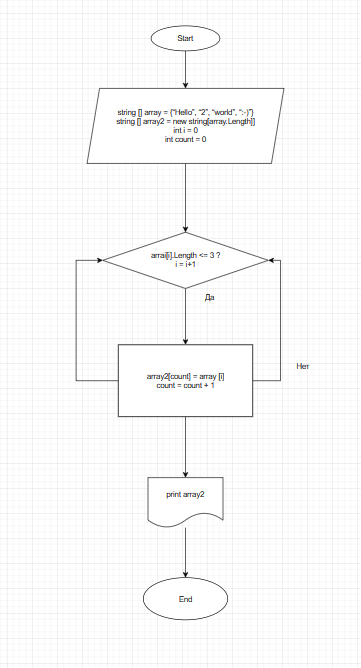 Start
string [] array = {"Hello", "2", "world", ":-)"}
string [] array2 = new string[array.Length]]
int i = 0
int count = 0
arrai[i].Length <= 3 ?
i = i+1
Да
Нет
array2[count] = array [i]
count = count + 1
print array2
End